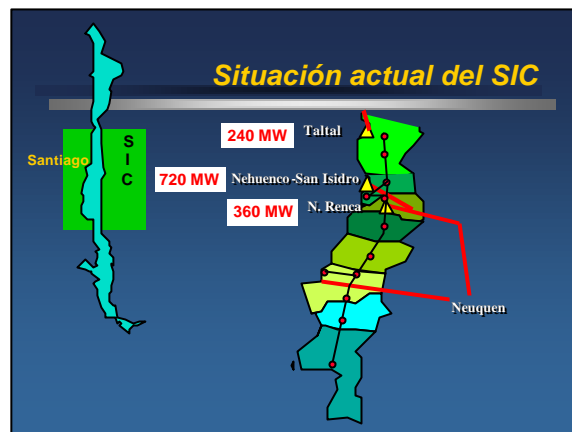 Situación actual del SIC
Santiago
S
I
C
240 MW
Taltal
720 MW
Nehuenco-San Isidro
360 MW
N. Renca
Neuquen